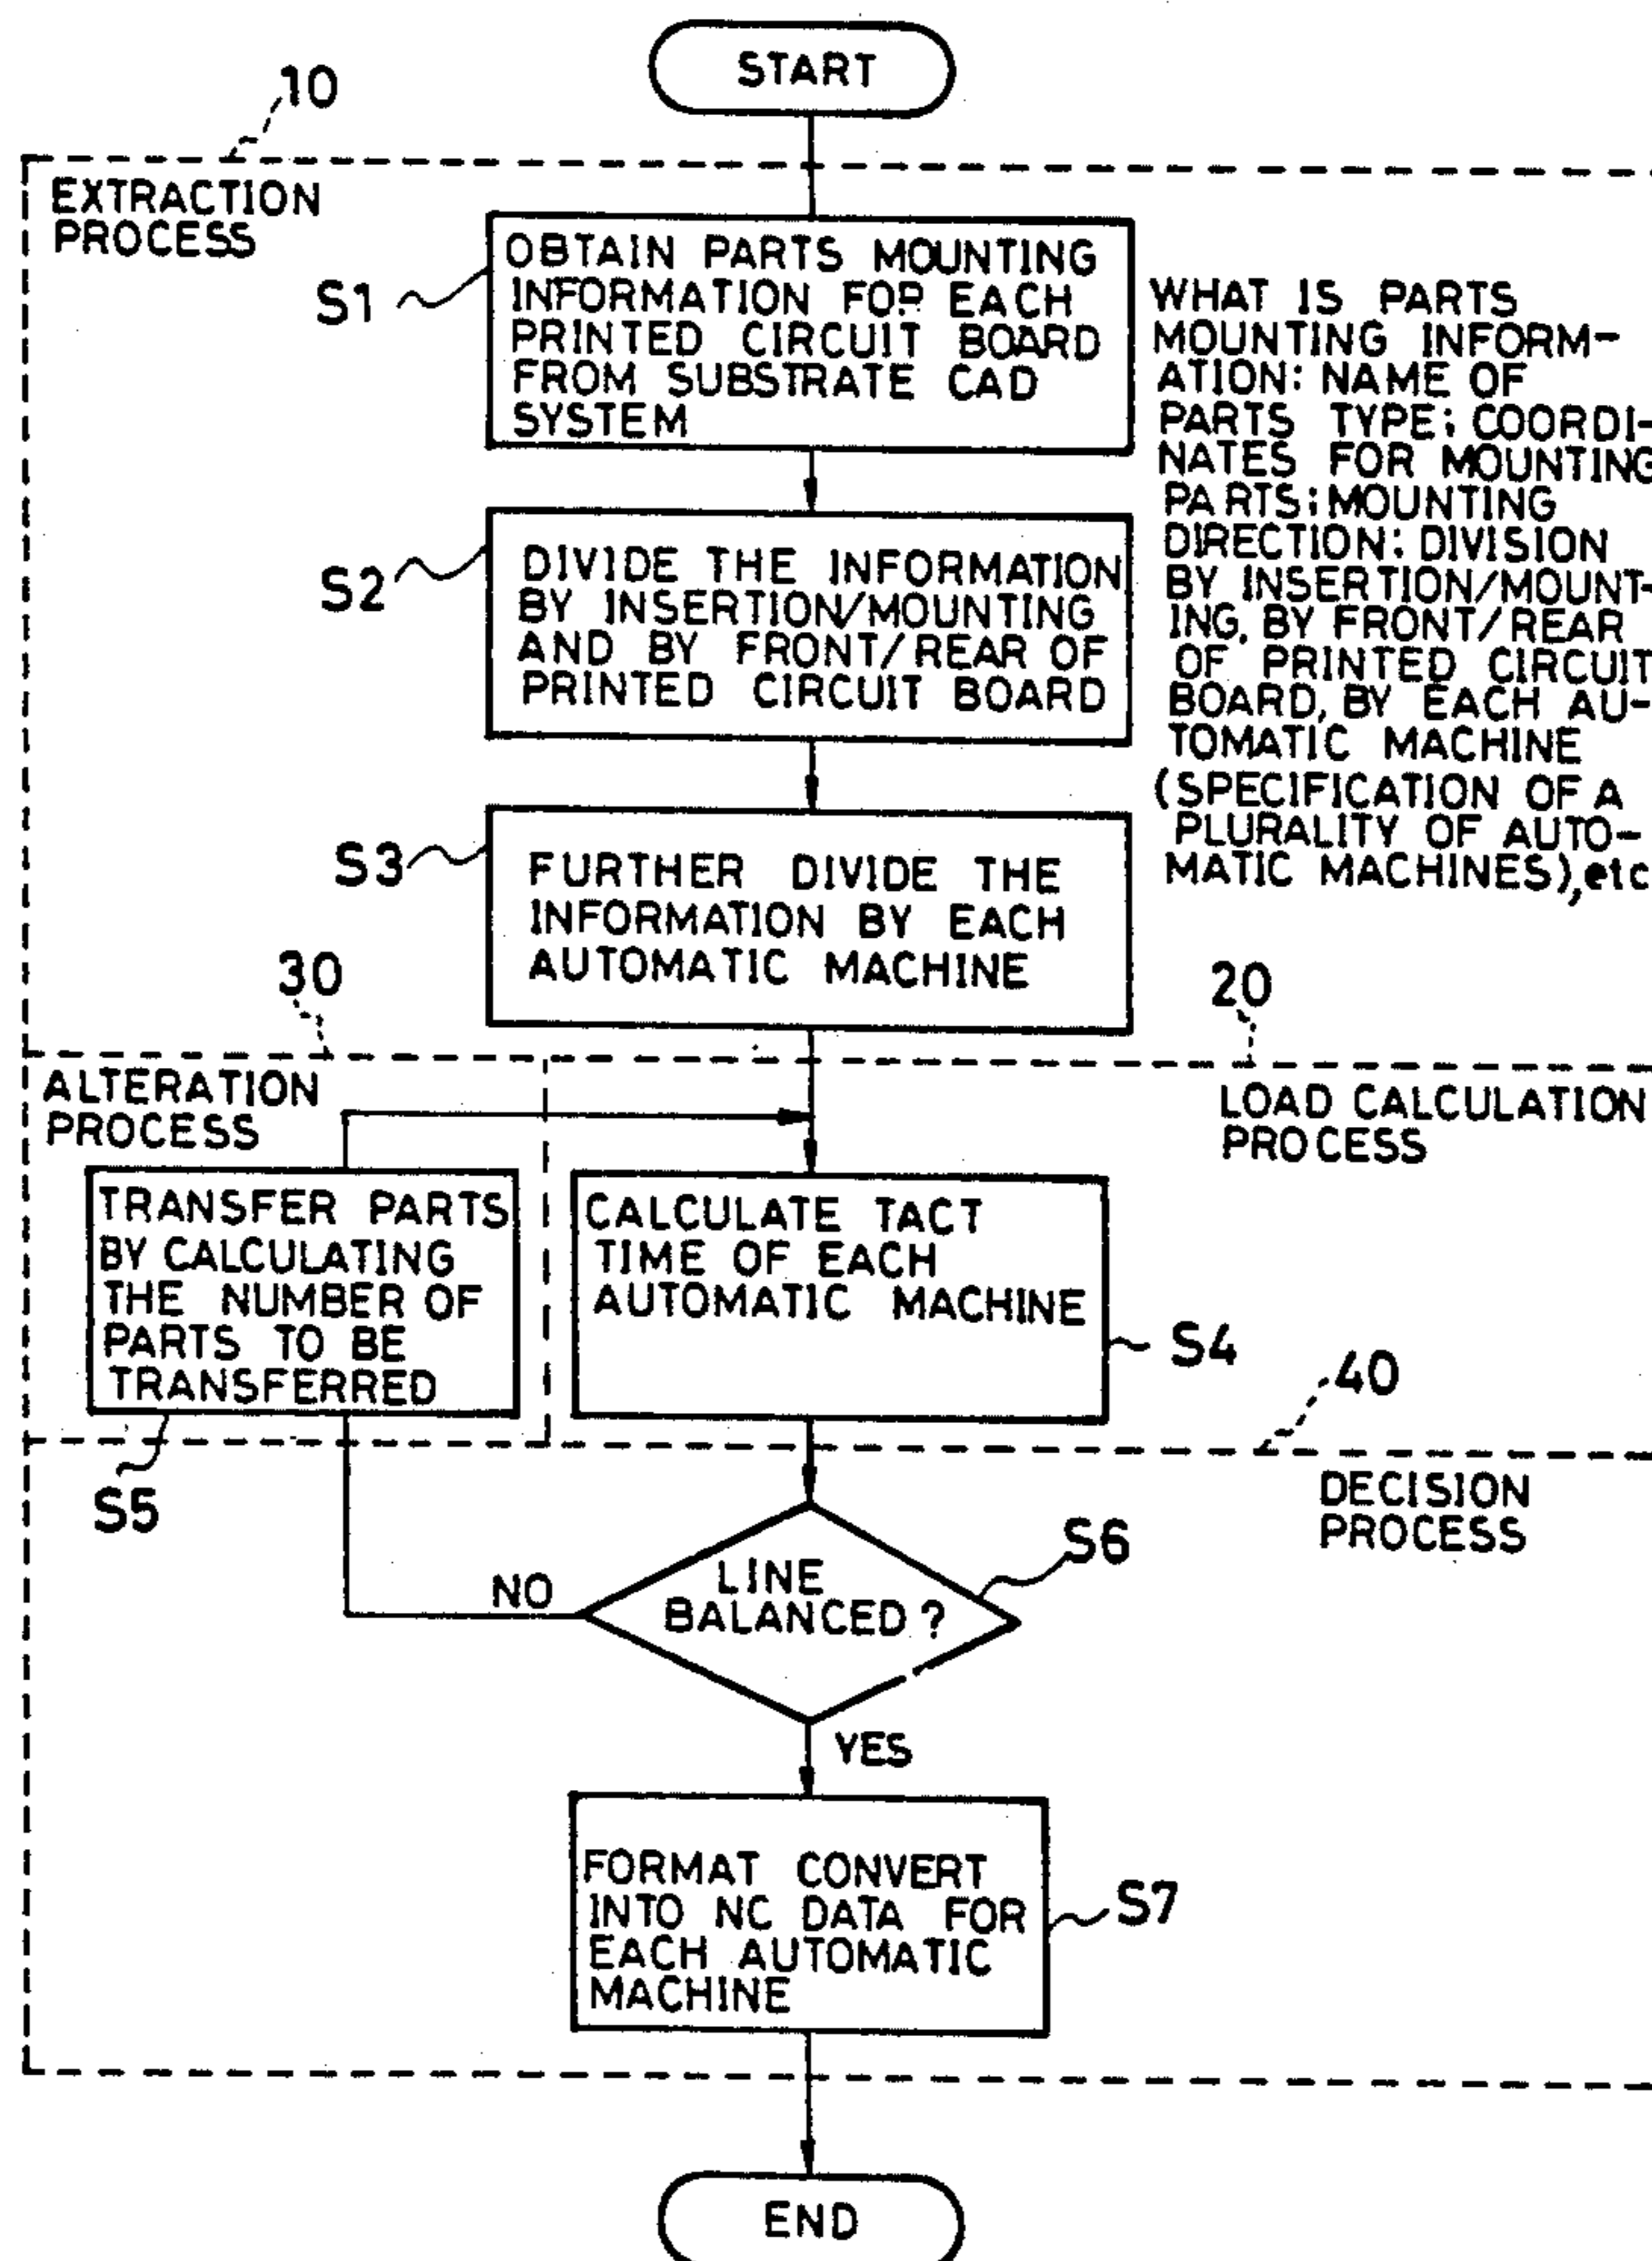 START
10
EXTRACTION
PROCESS
S1
OBTAIN PARTS MOUNTING
INFORMATION FOR EACH
PRINTED CIRCUIT BOARD
FROM SUBSTRATE CAD
SYSTEM
WHAT IS PARTS
MOUNTING INFORM-
ATION: NAME OF
PARTS TYPE; COORDI-
NATES FOR MOUNTING
PARTS; MOUNTING
DIRECTION: DIVISION
BY INSERTION/MOUNT-
ING, BY FRONT/REAR
OF PRINTED CIRCUIT
BOARD, BY EACH AU-
TOMATIC MACHINE
(SPECIFICATION OF A
PLURALITY OF AUTO-
MATIC MACHINES), etc
S2
DIVIDE THE INFORMATION
BY INSERTION/MOUNTING
AND BY FRONT/REAR OF
PRINTED CIRCUIT BOARD
S3
FURTHER DIVIDE THE
INFORMATION BY EACH
AUTOMATIC MACHINE
30
20
ALTERATION
PROCESS
LOAD CALCULATION
PROCESS
TRANSFER PARTS
BY CALCULATING
THE NUMBER OF
PARTS TO BE
TRANSFERRED
S5
CALCULATE TACT
TIME OF EACH
AUTOMATIC MACHINE
S4
40
DECISION
PROCESS
S6
LINE
BALANCED?
NO
YES
FORMAT CONVERT
INTO NC DATA FOR
EACH AUTOMATIC
MACHINE
S7
END